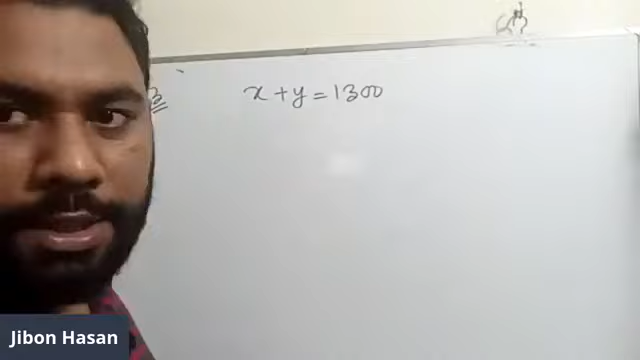 x + y = 1300
Jibon Hasan